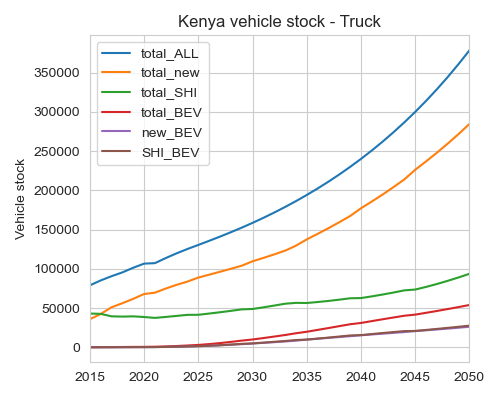 Kenya vehicle stock - Truck
total_ALL
total_new
total_SHI
total_BEV
new_BEV
SHI_BEV
Vehicle stock
350000
300000
250000
200000
150000
100000
50000
0
2015 2020 2025 2030 2035 2040 2045 2050